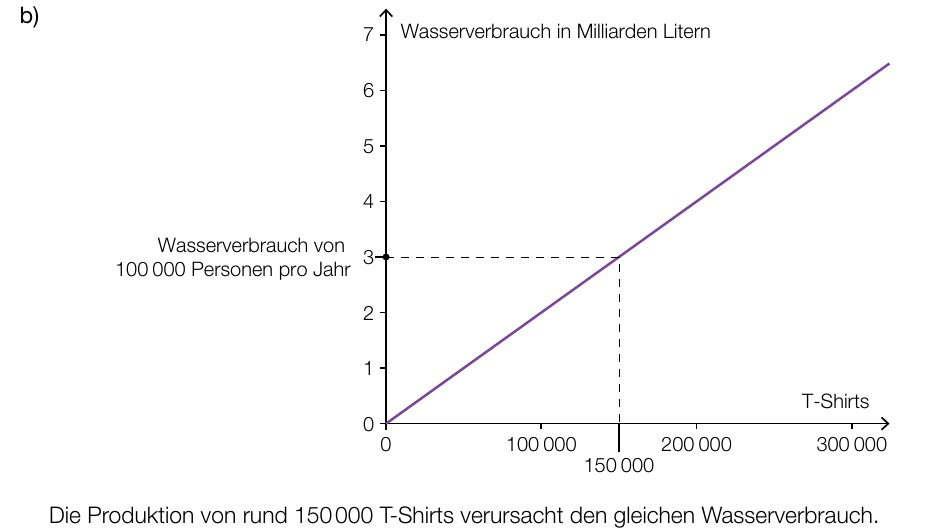 b)
7
Wasserverbrauch in Milliarden Litern
6
5
4
Wasserverbrauch von
100 000 Personen pro Jahr
3
2
1
T-Shirts
0
0
100 000
200 000
300 000
150 000
Die Produktion von rund 150 000 T-Shirts verursacht den gleichen Wasserverbrauch.